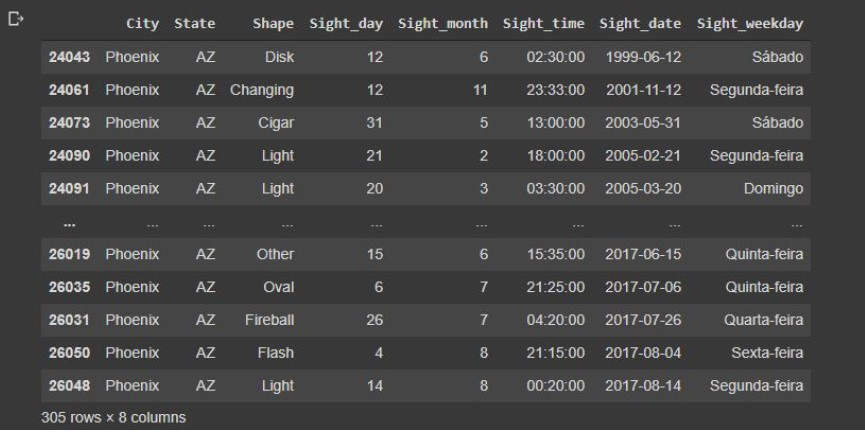 City State Shape Sight_day Sight_month Sight_time Sight_date Sight_weekday
24043 Phoenix AZ Disk 12 6 02:30:00 1999-06-12 Sábado
24061 Phoenix AZ Changing 12 11 23:33:00 2001-11-12 Segunda-feira
24073 Phoenix AZ Cigar 31 5 13:00:00 2003-05-31 Sábado
24090 Phoenix AZ Light 21 2 18:00:00 2005-02-21 Segunda-feira
24091 Phoenix AZ Light 20 3 03:30:00 2005-03-20 Domingo
... ... ... ... ... ... ... ... ...
26019 Phoenix AZ Other 15 6 15:35:00 2017-06-15 Quinta-feira
26035 Phoenix AZ Oval 6 7 21:25:00 2017-07-06 Quinta-feira
26031 Phoenix AZ Fireball 26 7 04:20:00 2017-07-26 Quarta-feira
26050 Phoenix AZ Flash 4 8 21:15:00 2017-08-04 Sexta-feira
26048 Phoenix AZ Light 14 8 00:20:00 2017-08-14 Segunda-feira
305 rows × 8 columns